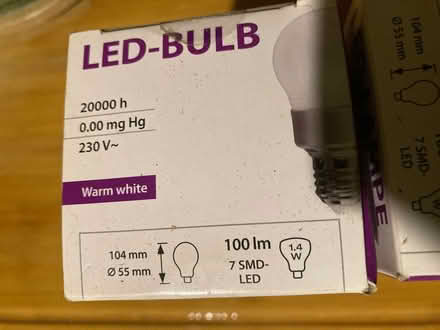 LED-BULB
20000 h
0.00 mg Hg
230 V~
Warm white
104 mm
Ø 55 mm
100 lm
7 SMD-
LED
1.4
W
104 mm
Ø 55 mm
7 SMD-
LED